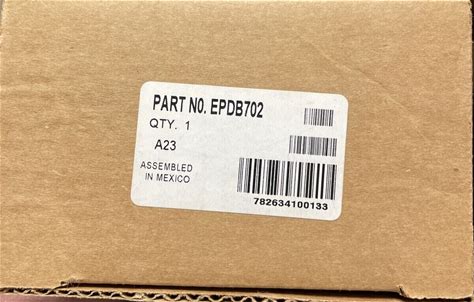 PART NO. EPDB702
QTY. 1
A23
ASSEMBLED
IN MEXICO
782634100133